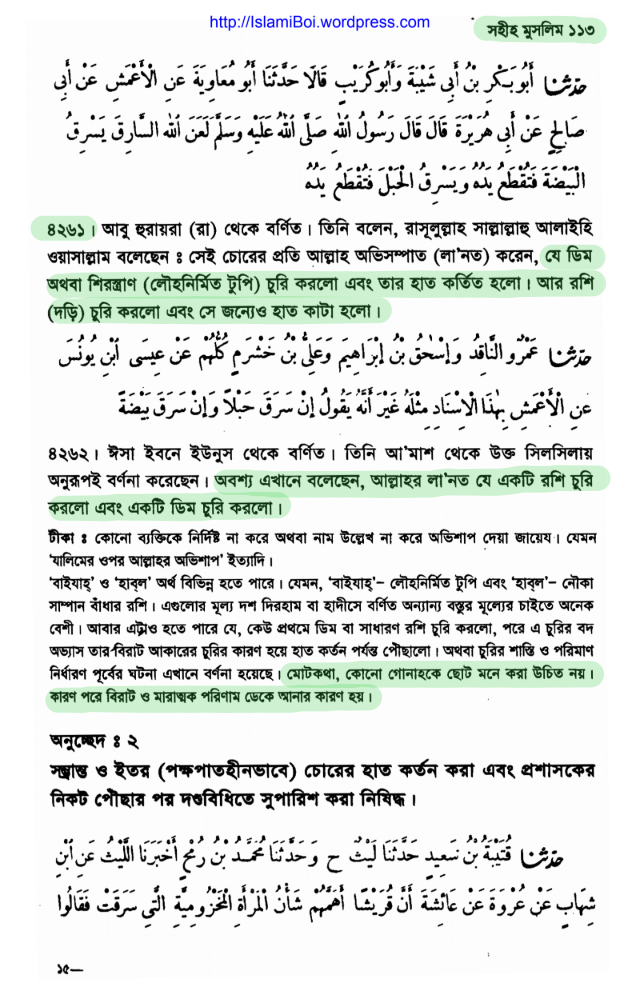 http://IslamiBoi.wordpress.com
সহীহ মুসলিম ১১৩
حَدَّثَنَا أَبُو بَكْرِ بْنُ أَبِي شَيْبَةَ وَأَبُو كُرَيْبٍ قَالَا حَدَّثَنَا أَبُو مُعَاوِيَةَ عَنِ الْأَعْمَشِ عَنْ أَبِي
صَالِحٍ عَنْ أَبِي هُرَيْرَةَ قَالَ قَالَ رَسُولُ اللهِ صَلَّى اللهُ عَلَيْهِ وَسَلَّمَ لَعَنَ اللهُ السَّارِقَ يَسْرِقُ
الْبَيْضَةَ فَتُقْطَعُ يَدُهُ وَيَسْرِقُ الْحَبْلَ فَتُقْطَعُ يَدُهُ
৪২৬১। আবু হুরায়রা (রা) থেকে বর্ণিত। তিনি বলেন, রাসূলুল্লাহ সাল্লাল্লাহু আলাইহি
ওয়াসাল্লাম বলেছেন ঃ সেই চোরের প্রতি আল্লাহ অভিসম্পাত (লা'নত) করেন, যে ডিম
অথবা শিরস্ত্রাণ (লৌহনির্মিত টুপি) চুরি করলো এবং তার হাত কর্তিত হলো। আর রশি
(দড়ি) চুরি করলো এবং সে জন্যেও হাত কাটা হলো।
حَدَّثَنَا عَمْرٌو النَّاقِدُ وَإِسْحَقُ بْنُ إِبْرَاهِيمَ وَعَلِيُّ بْنُ خَشْرَمٍ كُلُّهُمْ عَنْ عِيسَى ابْنِ يُونُسَ
عَنِ الْأَعْمَشِ بِهٰذَا الْإِسْنَادِ مِثْلَهُ غَيْرَ أَنَّهُ يَقُولُ إِنْ سَرَقَ حَبْلًا وَإِنْ سَرَقَ بَيْضَةً
৪২৬২। ঈসা ইবনে ইউনুস থেকে বর্ণিত। তিনি আ'মাশ থেকে উক্ত সিলসিলায়
অনুরূপই বর্ণনা করেছেন। অবশ্য এখানে বলেছেন, আল্লাহর লা'নত যে একটি রশি চুরি
করলো এবং একটি ডিম চুরি করলো।
টীকা ঃ কোনো ব্যক্তিকে নির্দিষ্ট না করে অথবা নাম উল্লেখ না করে অভিশাপ দেয়া জায়েয। যেমন
'যালিমের ওপর আল্লাহর অভিশাপ' ইত্যাদি।
'বাইযাহ্' ও 'হাব্‌ল' অর্থ বিভিন্ন হতে পারে। যেমন, 'বাইযাহ্'– লৌহনির্মিত টুপি এবং 'হাব্‌ল'– নৌকা
সাম্পান বাঁধার রশি। এগুলোর মূল্য দশ দিরহাম বা হাদীসে বর্ণিত অন্যান্য বস্তুর মূল্যের চাইতে অনেক
বেশী। আবার এটাও হতে পারে যে, কেউ প্রথমে ডিম বা সাধারণ রশি চুরি করলো, পরে এ চুরির বদ
অভ্যাস তার বিরাট আকারের চুরির কারণ হয়ে হাত কর্তন পর্যন্ত পৌছালো। অথবা চুরির শাস্তি ও পরিমাণ
নির্ধারণ পূর্বের ঘটনা এখানে বর্ণনা হয়েছে। মোটকথা, কোনো গোনাহকে ছোট মনে করা উচিত নয়।
কারণ পরে বিরাট ও মারাত্মক পরিণাম ডেকে আনার কারণ হয়।
অনুচ্ছেদ ঃ ২
সম্ভ্রান্ত ও ইতর (পক্ষপাতহীনভাবে) চোরের হাত কর্তন করা এবং প্রশাসকের
নিকট পৌছার পর দণ্ডবিধিতে সুপারিশ করা নিষিদ্ধ।
حَدَّثَنَا قُتَيْبَةُ بْنُ سَعِيدٍ حَدَّثَنَا لَيْثٌ ح وَحَدَّثَنَا مُحَمَّدُ بْنُ رُمْحٍ أَخْبَرَنَا اللَّيْثُ عَنِ ابْنِ
شِهَابٍ عَنْ عُرْوَةَ عَنْ عَائِشَةَ أَنَّ قُرَيْشًا أَهَمَّهُمْ شَأْنُ الْمَرْأَةِ الْمَخْزُومِيَّةِ الَّتِي سَرَقَتْ فَقَالُوا
১৫—